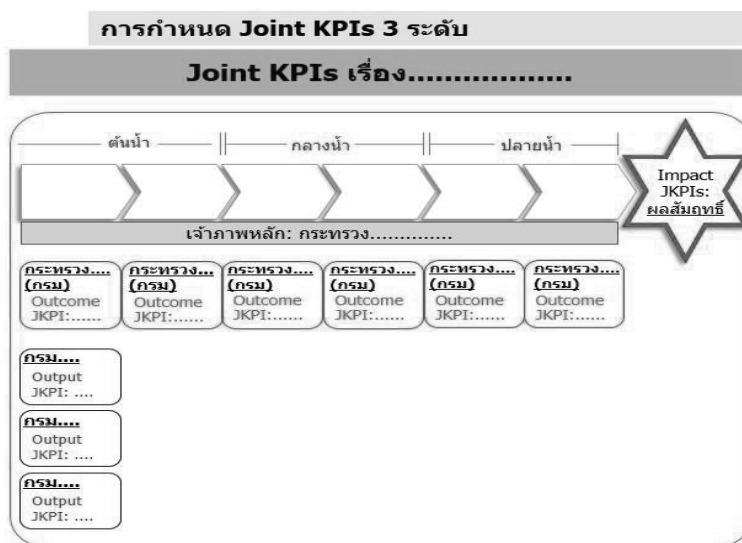 การกำหนด Joint KPIs 3 ระดับ
Joint KPIs เรื่อง..................
ต้นน้ำ
กลางน้ำ
ปลายน้ำ
Impact
JKPIs:
ผลสัมฤทธิ์
เจ้าภาพหลัก: กระทรวง..............
กระทรวง....
(กรม)
Outcome
JKPI:......
กระทรวง...
(กรม)
Outcome
JKPI:......
กระทรวง....
(กรม)
Outcome
JKPI:......
กระทรวง....
(กรม)
Outcome
JKPI:......
กระทรวง....
(กรม)
Outcome
JKPI:......
กระทรวง....
(กรม)
Outcome
JKPI:......
กรม....
Output
JKPI: ....
กรม....
Output
JKPI: ....
กรม....
Output
JKPI: ....